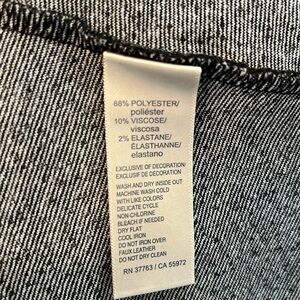 88% POLYESTER/
poliéster
10% VISCOSE/
viscosa
2% ELASTANE/
ÉLASTHANNE/
elastano
EXCLUSIVE OF DECORATION/
EXCLUSIF DE DECORATION
WASH AND DRY INSIDE OUT
MACHINE WASH COLD
WITH LIKE COLORS
DELICATE CYCLE
NON CHLORINE
BLEACH IF NEEDED
DRY FLAT
COOL IRON
DO NOT IRON OVER
FAUX LEATHER
DO NOT DRY CLEAN
RN 37763 / CA 55972